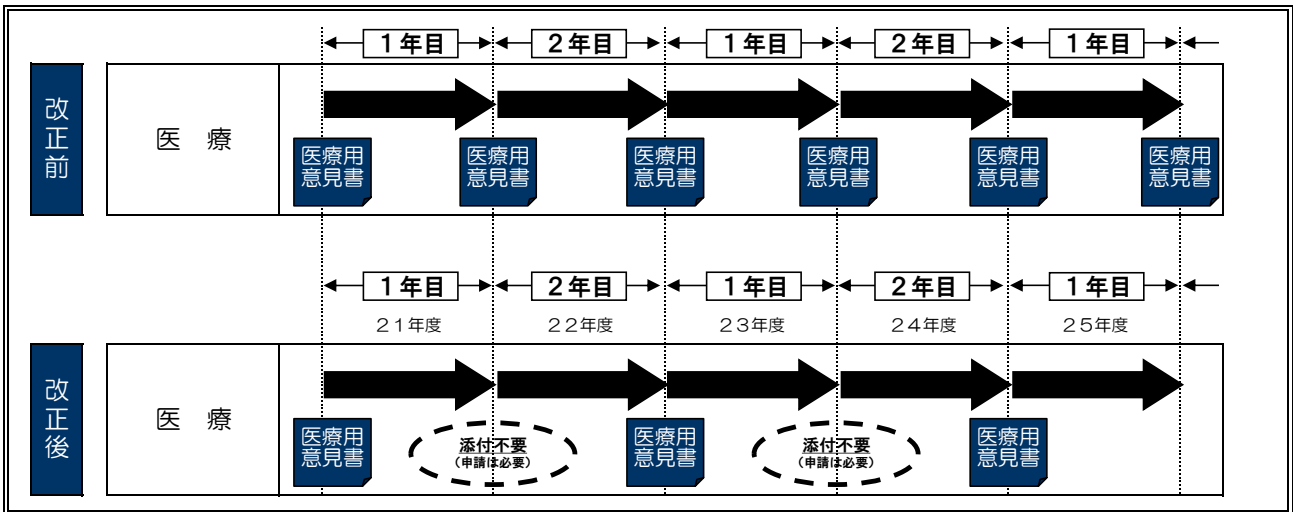 １年目 ２年目 １年目 ２年目 １年目
改正前
医　療
医療用
意見書
医療用
意見書
医療用
意見書
医療用
意見書
医療用
意見書
医療用
意見書
１年目 ２年目 １年目 ２年目 １年目
２１年度 ２２年度 ２３年度 ２４年度 ２５年度
改正後
医　療
医療用
意見書
添付不要
（申請は必要）
医療用
意見書
添付不要
（申請は必要）
医療用
意見書